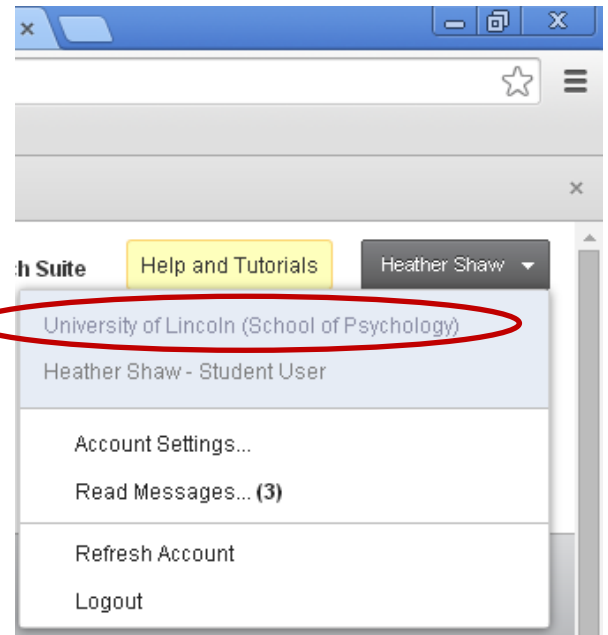 h Suite Help and Tutorials Heather Shaw
University of Lincoln (School of Psychology)
Heather Shaw - Student User
Account Settings...
Read Messages... (3)
Refresh Account
Logout